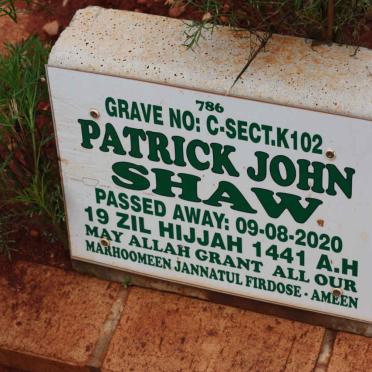 786
GRAVE NO: C-SECT.K102
PATRICK JOHN
SHAW
PASSED AWAY: 09-08-2020
19 ZIL HIJJAH 1441 A.H
MAY ALLAH GRANT ALL OUR
MARHOOMEEN JANNATUL FIRDOSE - AMEEN